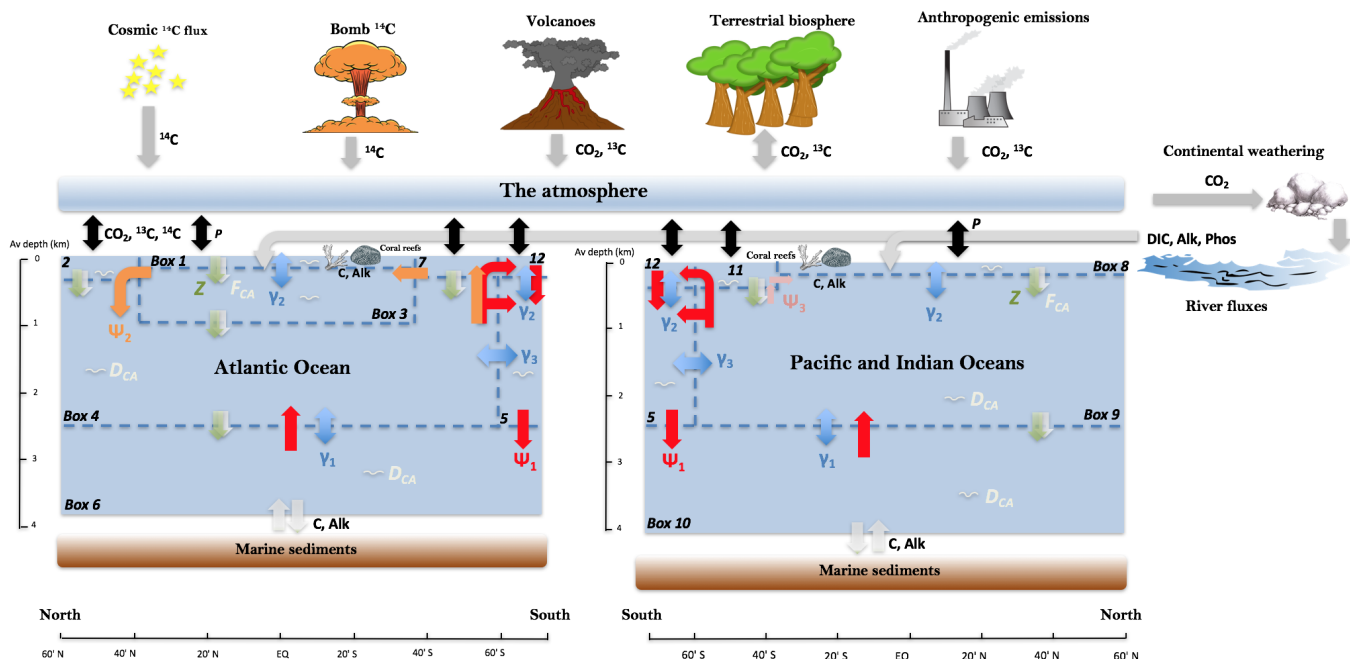 Cosmic ¹⁴C flux
Bomb ¹⁴C
Volcanoes
Terrestrial biosphere
Anthropogenic emissions
¹⁴C
¹⁴C
CO₂, ¹³C
CO₂, ¹³C
CO₂, ¹³C
Continental weathering
CO₂
The atmosphere
CO₂, ¹³C, ¹⁴C
P
P
DIC, Alk, Phos
River fluxes
Av depth (km)
0
1
2
3
4
2
Box 1
Z
F_CA
γ₂
Coral reefs
C, Alk
7
12
Ψ₂
Box 3
γ₂
γ₃
D_CA
Atlantic Ocean
Box 4
5
γ₁
Ψ₁
D_CA
Box 6
C, Alk
Marine sediments
Av depth (km)
0
1
2
3
4
12
11
Coral reefs
C, Alk
Box 8
γ₂
Ψ₃
γ₂
Z
F_CA
γ₃
Pacific and Indian Oceans
D_CA
5
Box 9
Ψ₁
γ₁
D_CA
Box 10
C, Alk
Marine sediments
North
South
60' N
40' N
20'N
EQ
20' S
40' S
60' S
South
North
60' S
40' S
20' S
EQ
20' N
40' N
60' N